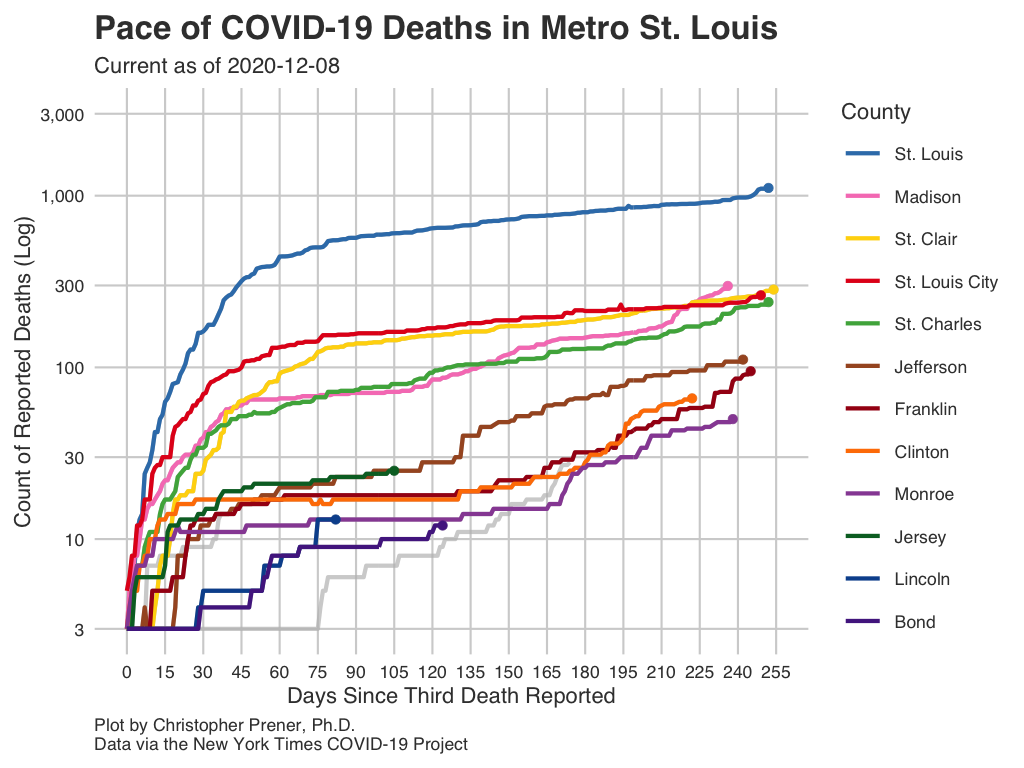 Pace of COVID-19 Deaths in Metro St. Louis
Current as of 2020-12-08
Count of Reported Deaths (Log)
3,000
1,000
300
100
30
10
3
0 15 30 45 60 75 90 105 120 135 150 165 180 195 210 225 240 255
Days Since Third Death Reported
County
St. Louis
Madison
St. Clair
St. Louis City
St. Charles
Jefferson
Franklin
Clinton
Monroe
Jersey
Lincoln
Bond
Plot by Christopher Prener, Ph.D.
Data via the New York Times COVID-19 Project